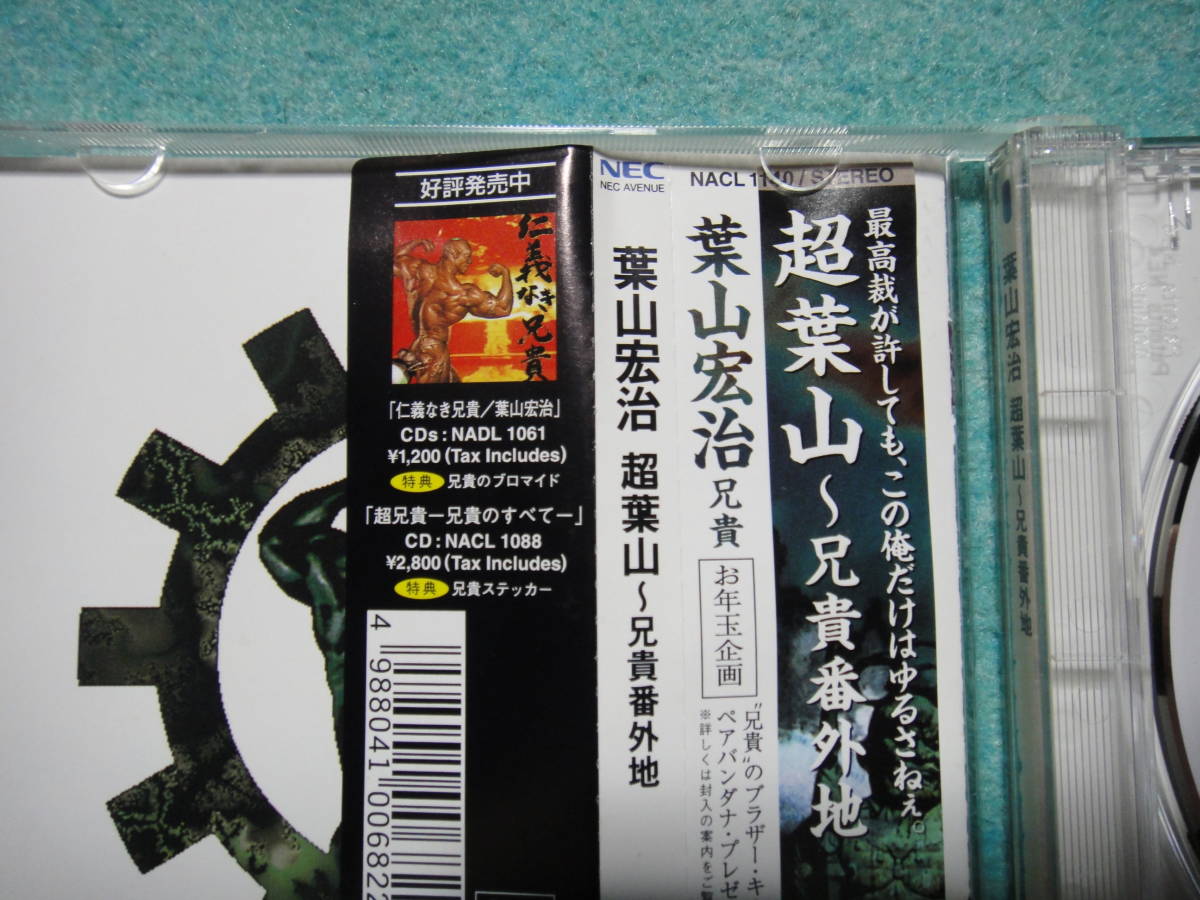 好評発売中
仁義
なき
兄貴
「仁義なき兄貴／葉山宏治」
CDs : NADL 1061
¥1,200 (Tax Includes)
特典 兄貴のブロマイド
「超兄貴ー兄貴のすべてー」
CD : NACL 1088
¥2,800 (Tax Includes)
特典 兄貴ステッカー
4 988041 00682
NEC
NEC AVENUE
葉山宏治 超葉山～兄貴番外地
NACL 1140 / STEREO
最高裁が許しても、この俺だけはゆるさねぇ。
超葉山～兄貴番外地
葉山宏治兄貴
お年玉企画
"兄貴"のブラザー・キ
ペアバンダナ・プレゼ
※詳しくは封入の案内をご覧
葉山宏治 超葉山～兄貴番外地